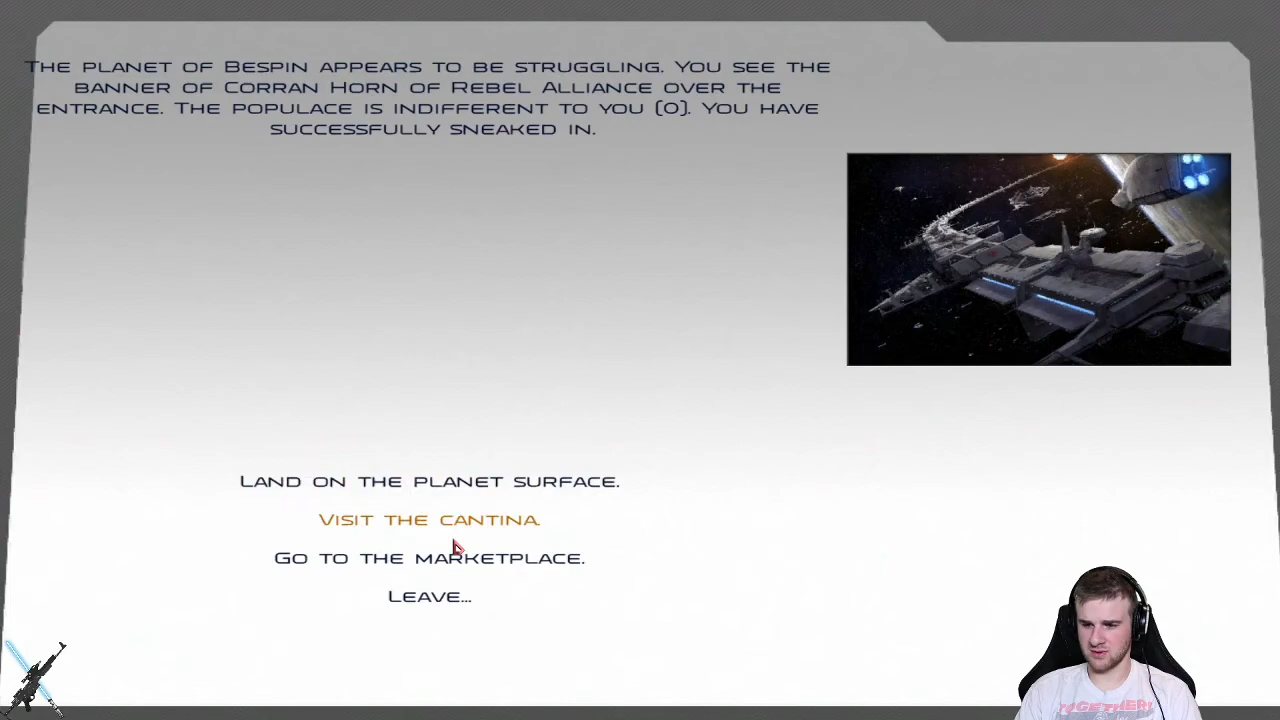 The planet of Bespin appears to be struggling. You see the
banner of Corran Horn of Rebel Alliance over the
entrance. The populace is indifferent to you (0). You have
successfully sneaked in.
Land on the planet surface.
Visit the cantina.
Go to the marketplace.
Leave...
TOGETHER!